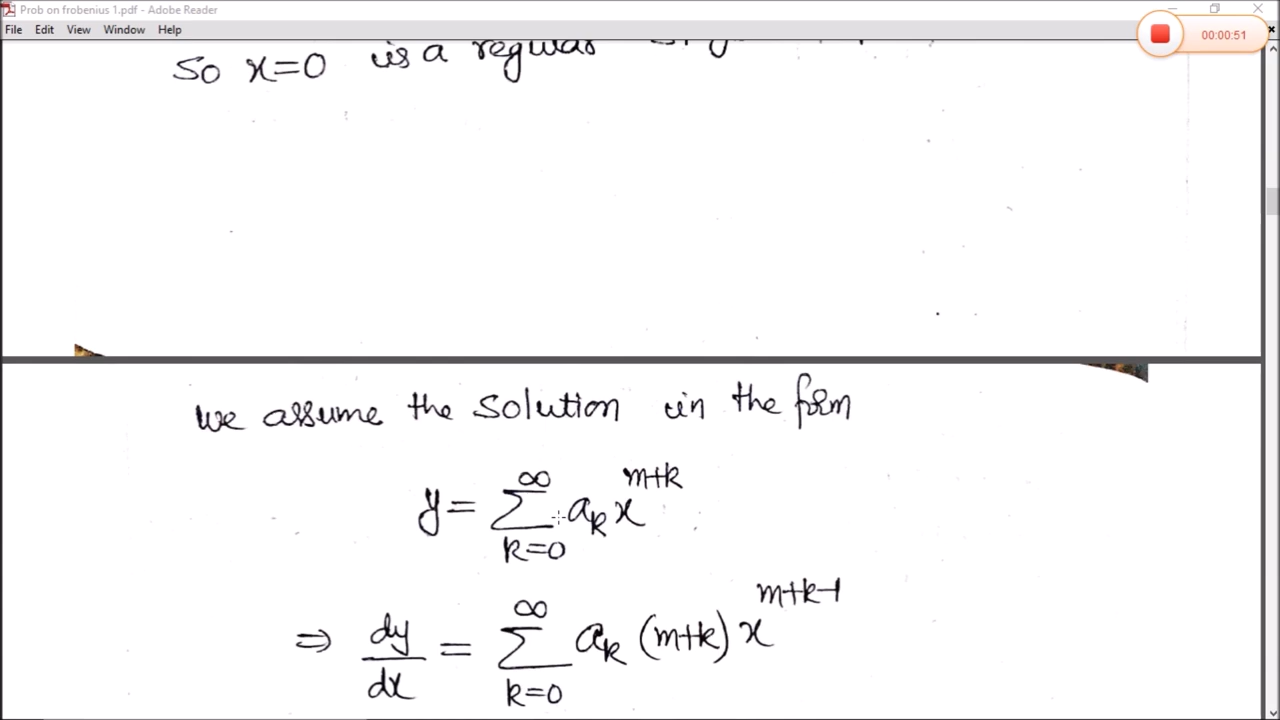 Prob on frobenius 1.pdf - Adobe Reader
File Edit View Window Help
00:00:51
So x=0 is a regular
we assume the solution in the form
y = ∑_{k=0}^{∞} a_k x^{m+k}
⇒ dy/dx = ∑_{k=0}^{∞} a_k (m+k) x^{m+k-1}